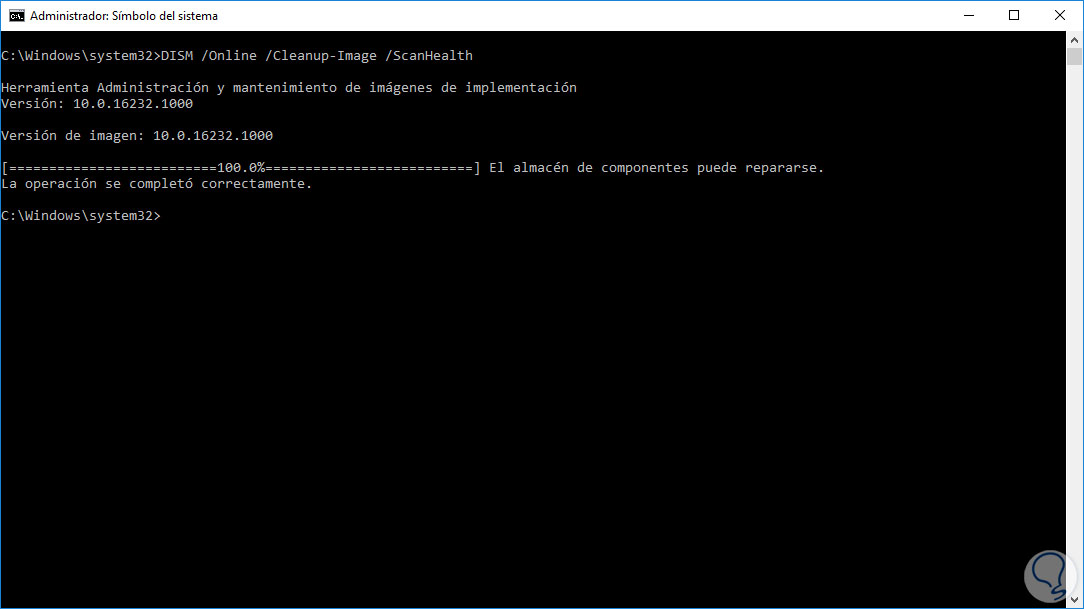 Administrador: Símbolo del sistema
C:\Windows\system32>DISM /Online /Cleanup-Image /ScanHealth
Herramienta Administración y mantenimiento de imágenes de implementación
Versión: 10.0.16232.1000
Versión de imagen: 10.0.16232.1000
[==========================100.0%==========================] El almacén de componentes puede repararse.
La operación se completó correctamente.
C:\Windows\system32>